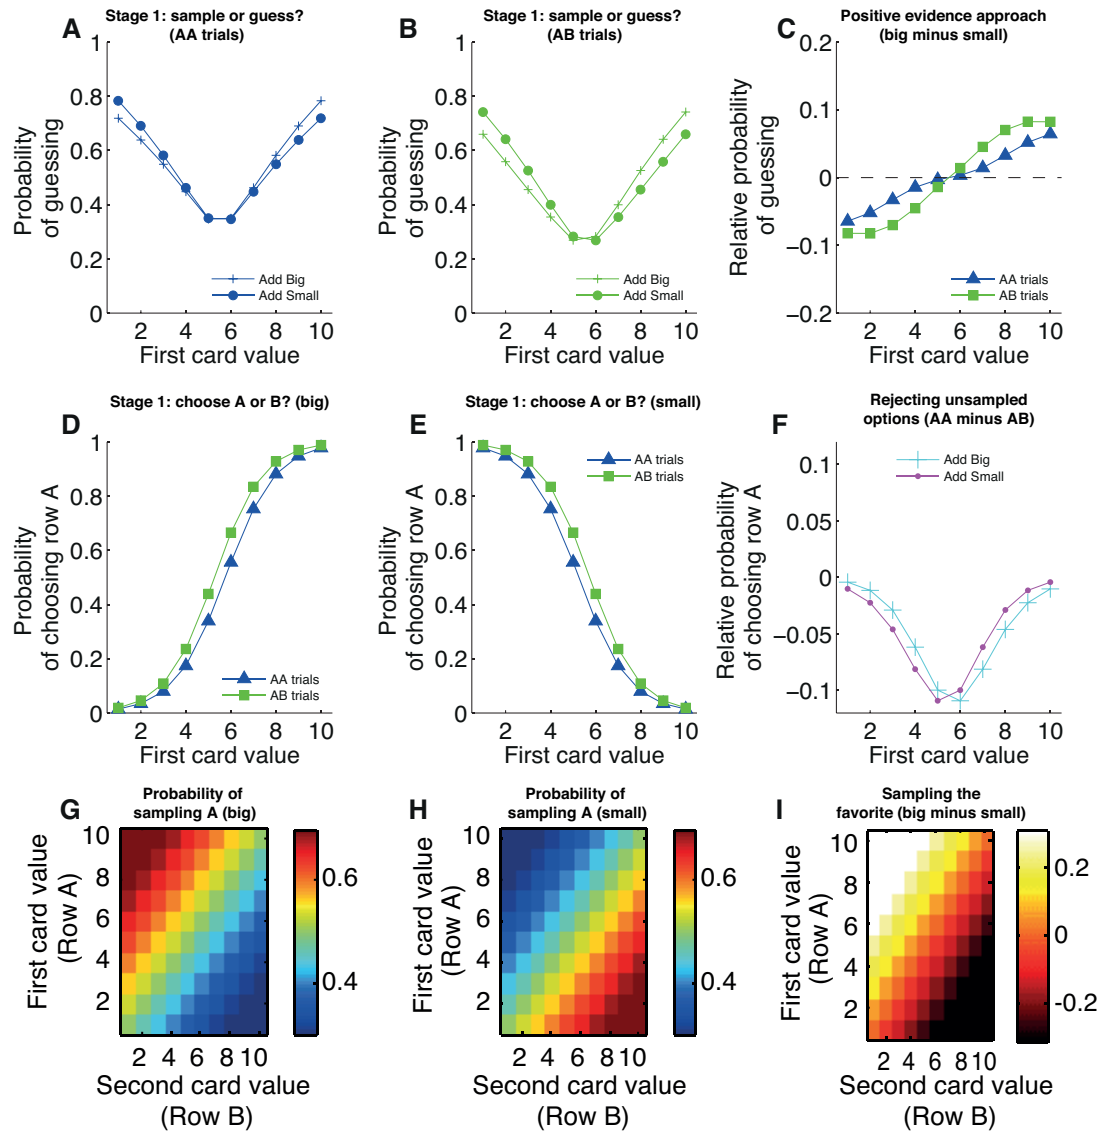 A
Stage 1: sample or guess?
(AA trials)
1
0.8
0.6
0.4
0.2
0
Probability
of guessing
Add Big
Add Small
2 4 6 8 10
First card value
B
Stage 1: sample or guess?
(AB trials)
1
0.8
0.6
0.4
0.2
0
Probability
of guessing
Add Big
Add Small
2 4 6 8 10
First card value
C
Positive evidence approach
(big minus small)
0.2
0.1
0
−0.1
−0.2
Relative probability
of guessing
AA trials
AB trials
2 4 6 8 10
First card value
D
Stage 1: choose A or B? (big)
1
0.8
0.6
0.4
0.2
0
Probability
of choosing row A
AA trials
AB trials
2 4 6 8 10
First card value
E
Stage 1: choose A or B? (small)
1
0.8
0.6
0.4
0.2
0
Probability
of choosing row A
AA trials
AB trials
2 4 6 8 10
First card value
F
Rejecting unsampled
options (AA minus AB)
0.1
0.05
0
−0.05
−0.1
Relative probability
of choosing row A
Add Big
Add Small
2 4 6 8 10
First card value
G
Probability of
sampling A (big)
10
8
6
4
2
First card value
(Row A)
0.6
0.4
2 4 6 8 10
Second card value
(Row B)
H
Probability of
sampling A (small)
10
8
6
4
2
First card value
(Row A)
0.6
0.4
2 4 6 8 10
Second card value
(Row B)
I
Sampling the
favorite (big minus small)
10
8
6
4
2
First card value
(Row A)
0.2
0
-0.2
2 4 6 8 10
Second card value
(Row B)